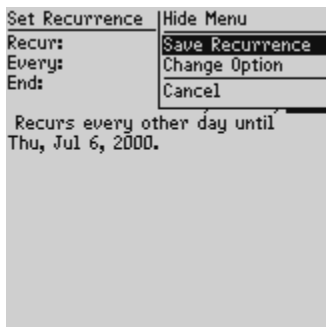 Set Recurrence
Hide Menu
Recur:
Save Recurrence
Every:
Change Option
End:
Cancel
Recurs every other day until
Thu, Jul 6, 2000.